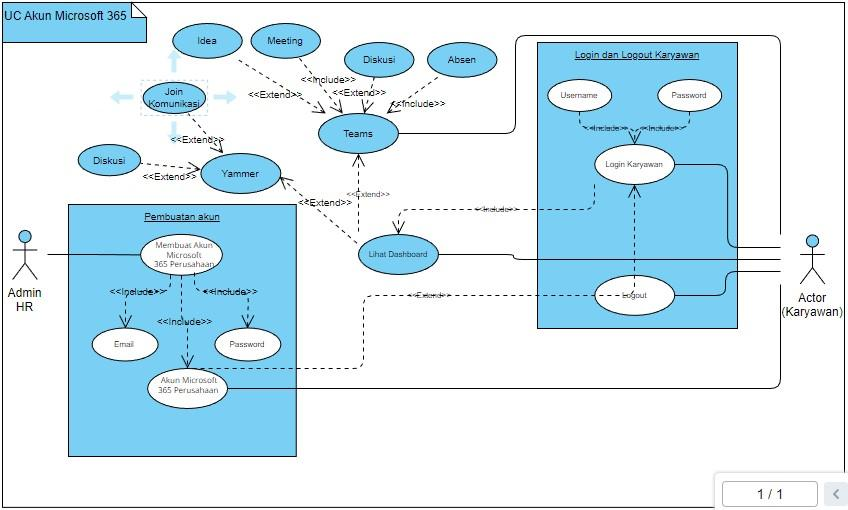 UC Akun Microsoft 365
Idea
Meeting
Diskusi
Absen
Join
Komunikasi
<<Include>>
<<Extend>>
<<Extend>>
<<Include>>
Teams
<<Extend>>
Diskusi
<<Extend>>
Yammer
<<Extend>>
<<Extend>>
Login dan Logout Karyawan
Username
Password
<<Include>>
<<Include>>
Login Karyawan
<<Include>>
Lihat Dashboard
<<Extend>>
Logout
Pembuatan akun
Membuat Akun
Microsoft
365 Perusahaan
<<Include>>
<<Include>>
<<Include>>
Email
Password
Akun Microsoft
365 Perusahaan
Admin
HR
Actor
(Karyawan)
1 / 1